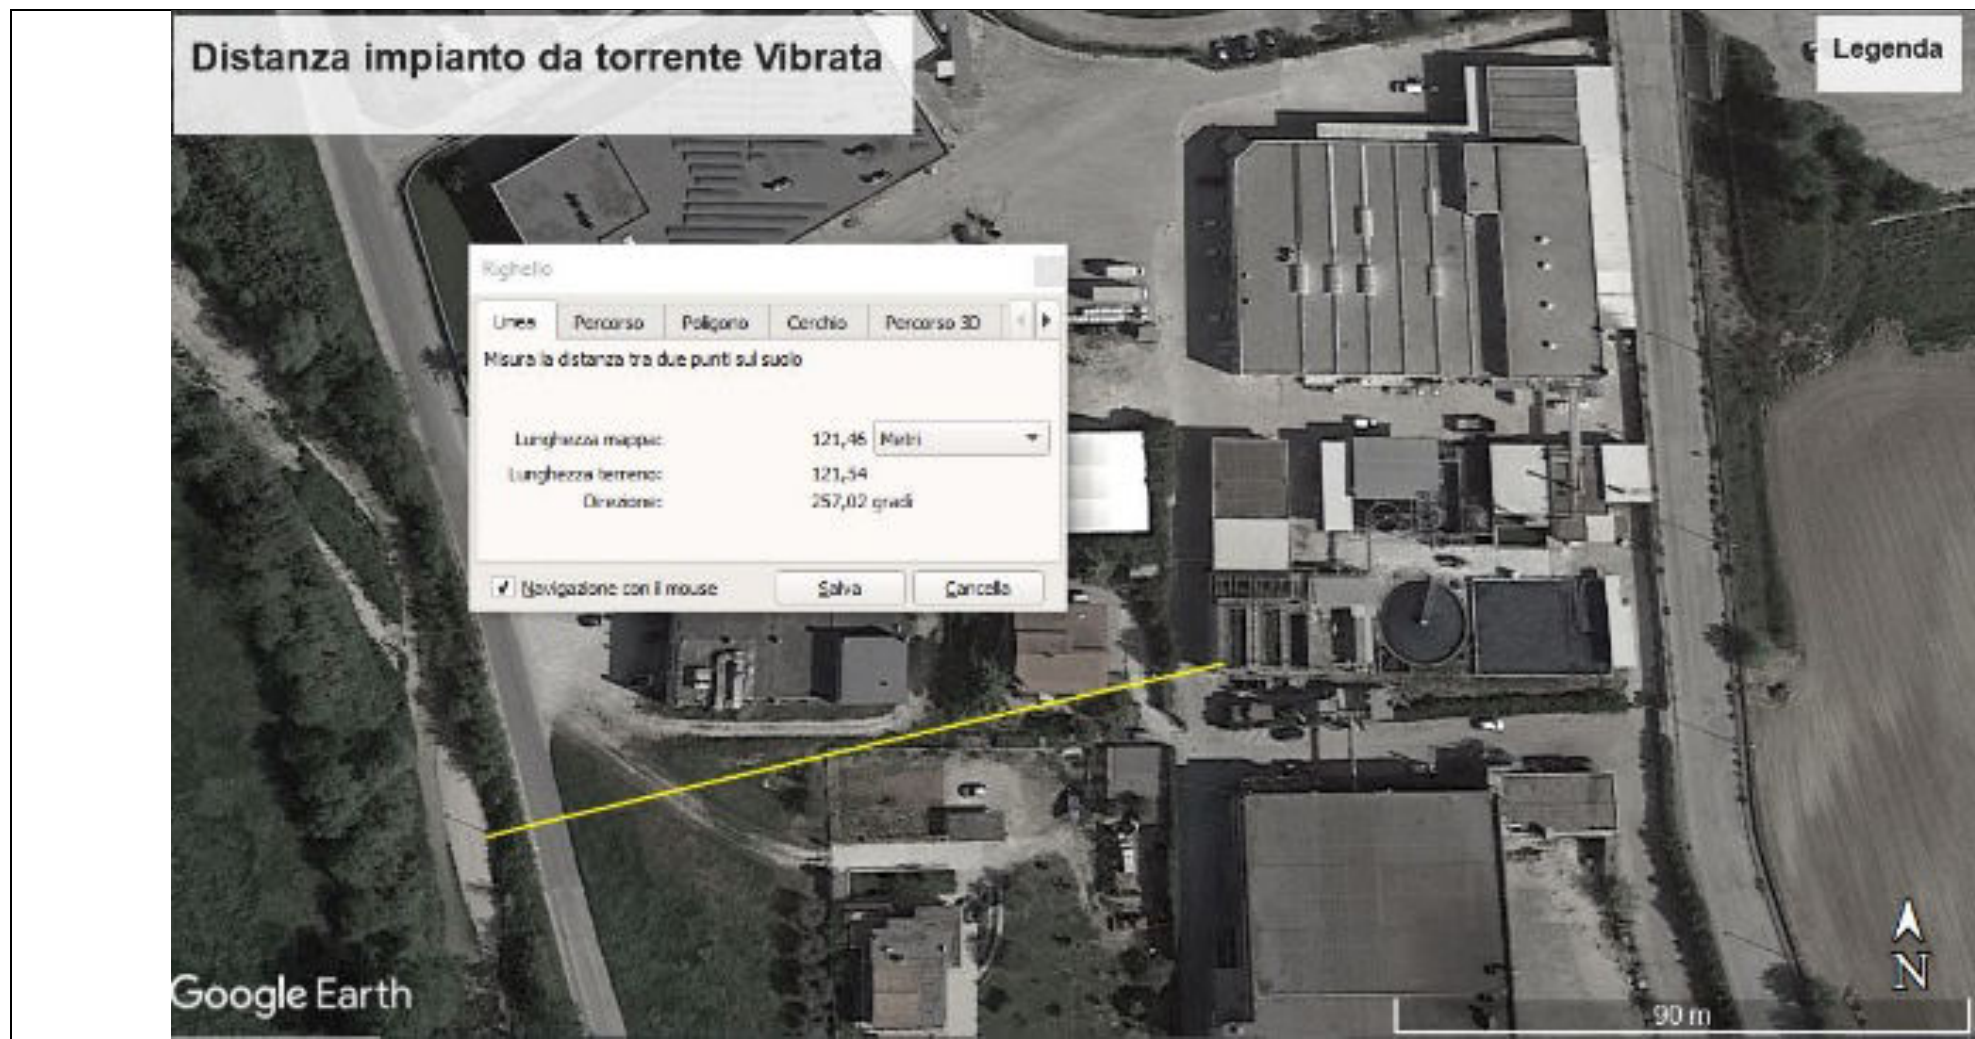 Distanza impianto da torrente Vibrata
Legenda
Righello
Linea Percorso Poligono Cerchio Percorso 3D
Misura la distanza tra due punti sul suolo
Lunghezza mappa: 121,46 Metri
Lunghezza terreno: 121,54
Direzione: 257,02 gradi
Navigazione con il mouse Salva Cancella
Google Earth
N
90 m